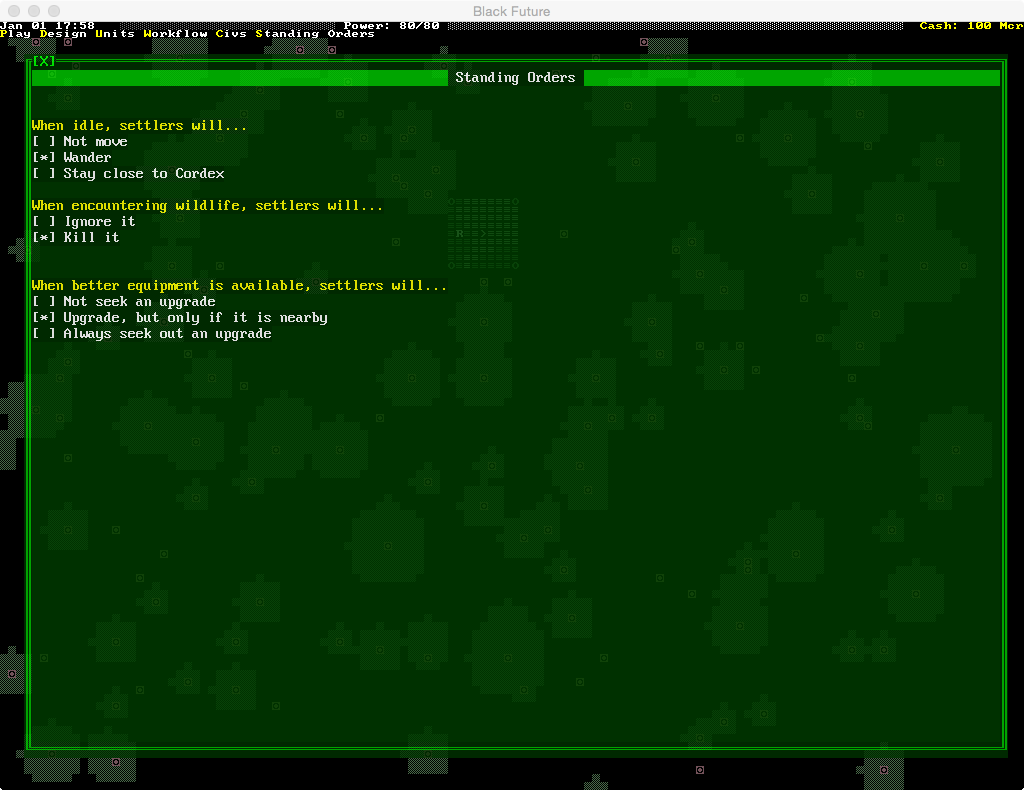 Black Future
Jan 01 17:58 Power: 80/80 Cash: 100 Mcr
Play Design Units Workflow Civs Standing Orders
[X]
Standing Orders
When idle, settlers will...
[ ] Not move
[*] Wander
[ ] Stay close to Cordex
When encountering wildlife, settlers will...
[ ] Ignore it
[*] Kill it
When better equipment is available, settlers will...
[ ] Not seek an upgrade
[*] Upgrade, but only if it is nearby
[ ] Always seek out an upgrade